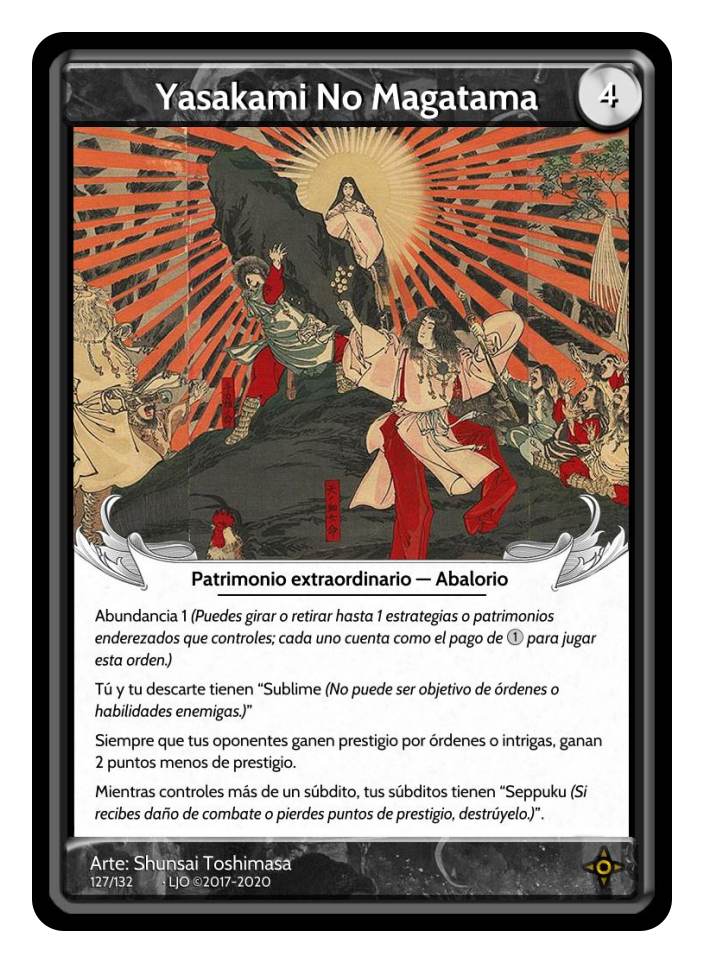 Yasakami No Magatama
4
Patrimonio extraordinario — Abalorio
Abundancia 1 (Puedes girar o retirar hasta 1 estrategias o patrimonios
enderezados que controles; cada uno cuenta como el pago de 1 para jugar
esta orden.)
Tú y tu descarte tienen “Sublime (No puede ser objetivo de órdenes o
habilidades enemigas.)”
Siempre que tus oponentes ganen prestigio por órdenes o intrigas, ganan
2 puntos menos de prestigio.
Mientras controles más de un súbdito, tus súbditos tienen “Seppuku (Si
recibes daño de combate o pierdes puntos de prestigio, destrúyelo.)”.
Arte: Shunsai Toshimasa
127/132 · LJO ©2017-2020